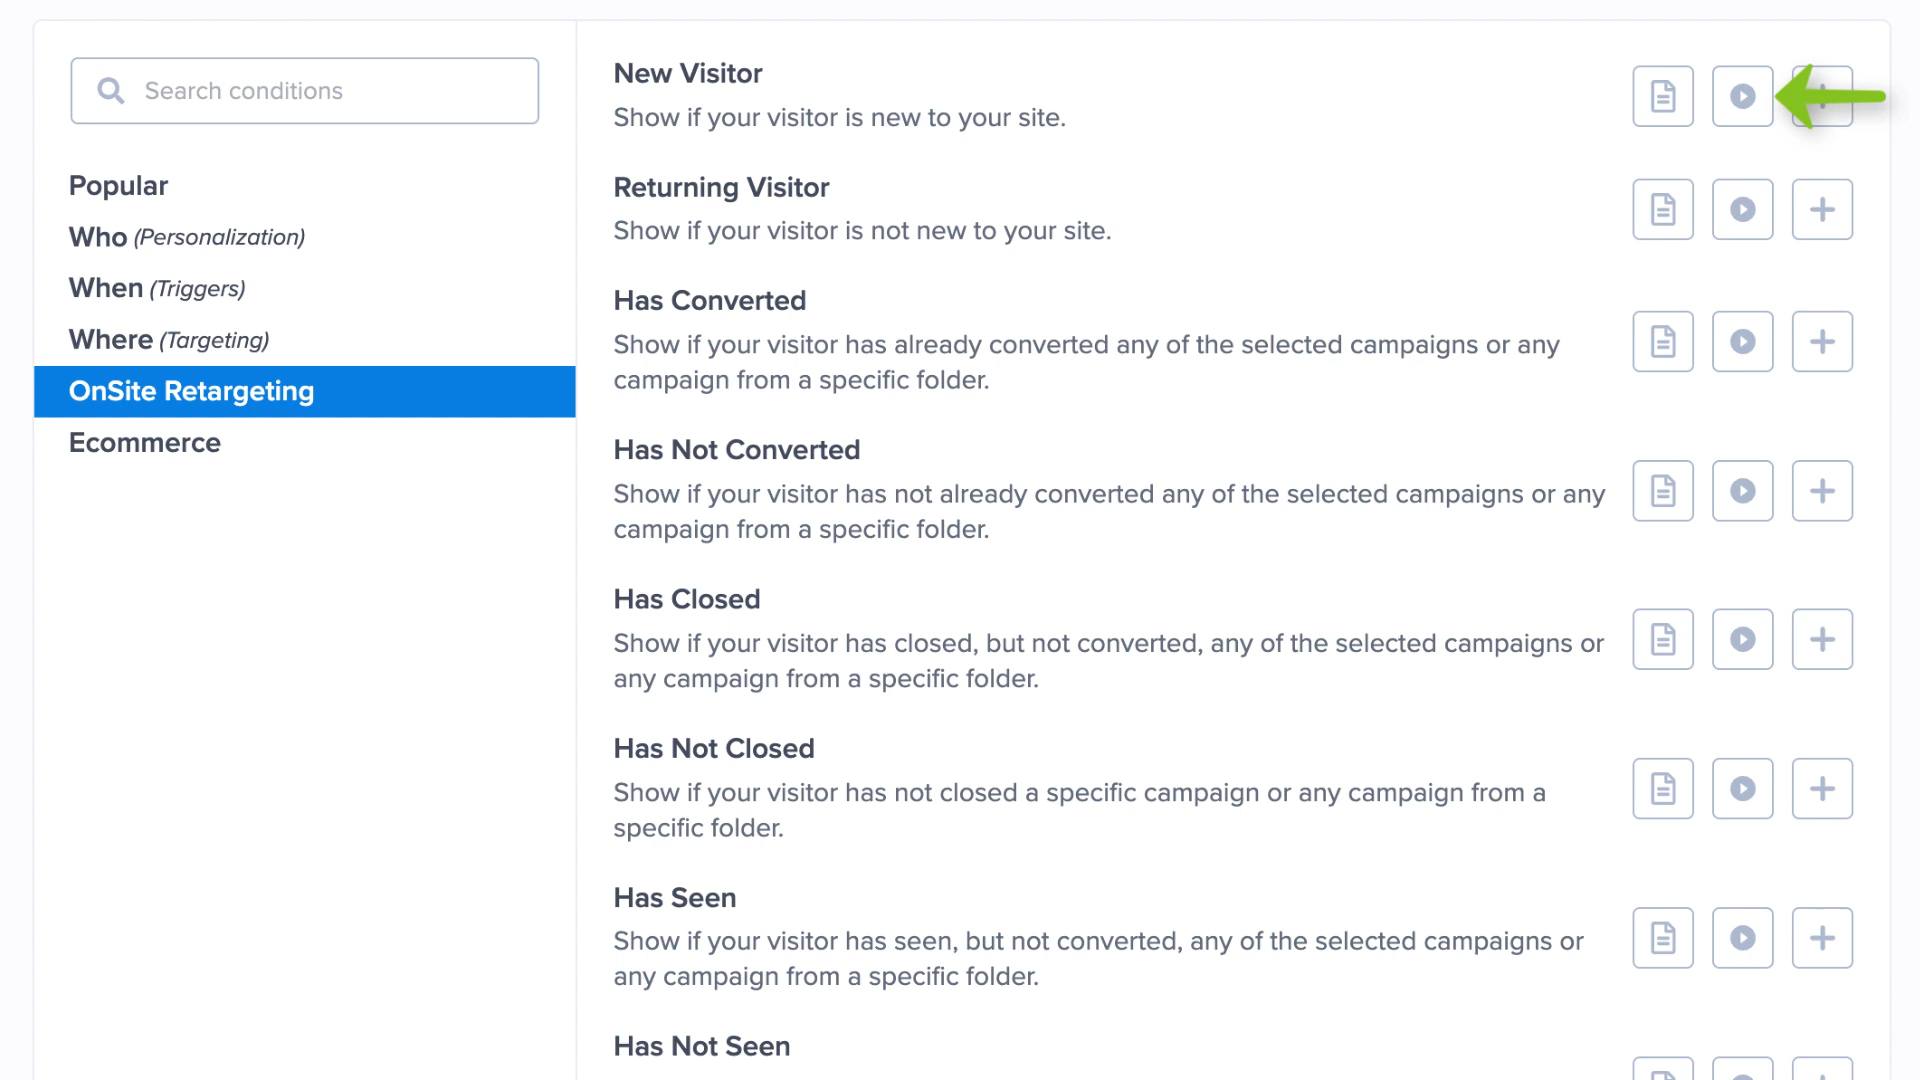 Search conditions
Popular
Who (Personalization)
When (Triggers)
Where (Targeting)
OnSite Retargeting
Ecommerce
New Visitor
Show if your visitor is new to your site.
Returning Visitor
Show if your visitor is not new to your site.
Has Converted
Show if your visitor has already converted any of the selected campaigns or any
campaign from a specific folder.
Has Not Converted
Show if your visitor has not already converted any of the selected campaigns or any
campaign from a specific folder.
Has Closed
Show if your visitor has closed, but not converted, any of the selected campaigns or
any campaign from a specific folder.
Has Not Closed
Show if your visitor has not closed a specific campaign or any campaign from a
specific folder.
Has Seen
Show if your visitor has seen, but not converted, any of the selected campaigns or
any campaign from a specific folder.
Has Not Seen